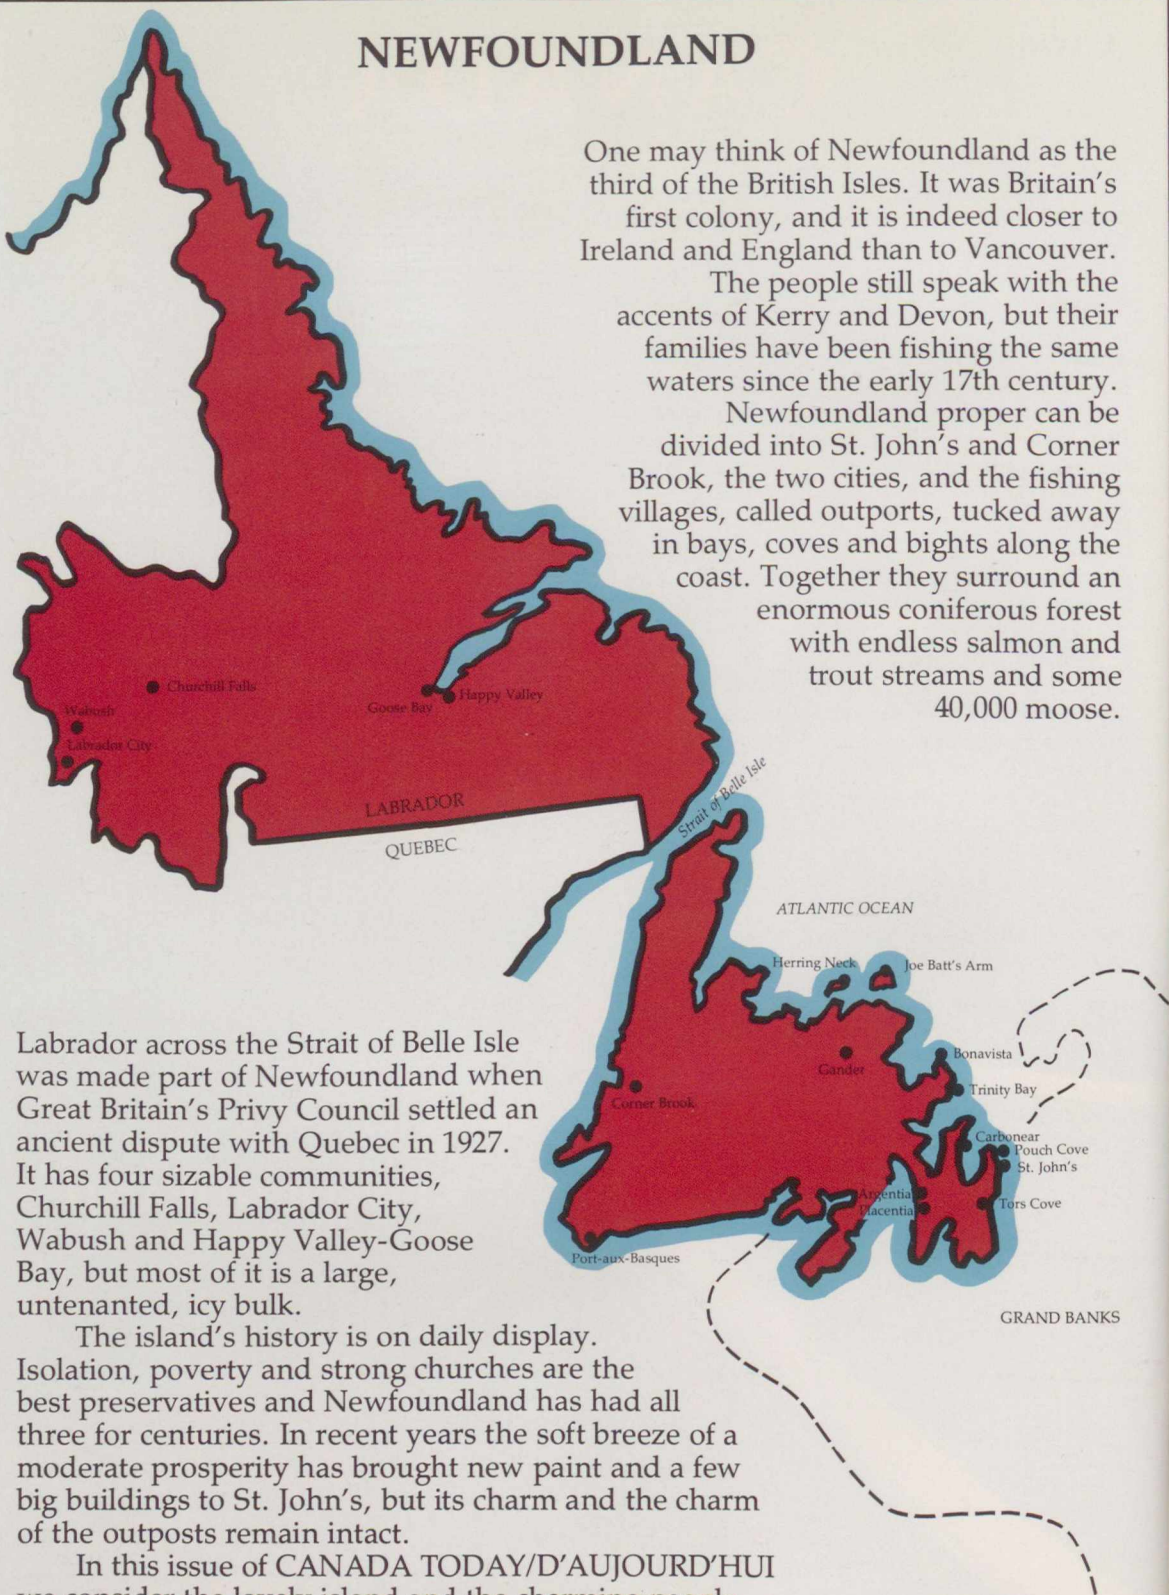 NEWFOUNDLAND
One may think of Newfoundland as the
third of the British Isles. It was Britain's
first colony, and it is indeed closer to
Ireland and England than to Vancouver.
The people still speak with the
accents of Kerry and Devon, but their
families have been fishing the same
waters since the early 17th century.
Newfoundland proper can be
divided into St. John's and Corner
Brook, the two cities, and the fishing
villages, called outports, tucked away
in bays, coves and bights along the
coast. Together they surround an
enormous coniferous forest
with endless salmon and
trout streams and some
40,000 moose.
Churchill Falls
Wabush
Labrador City
Goose Bay
Happy Valley
LABRADOR
QUEBEC
Strait of Belle Isle
ATLANTIC OCEAN
Herring Neck
Joe Batt's Arm
Gander
Bonavista
Trinity Bay
Corner Brook
Carbonear
Pouch Cove
St. John's
Argentia
Placentia
Tors Cove
Port-aux-Basques
GRAND BANKS
Labrador across the Strait of Belle Isle
was made part of Newfoundland when
Great Britain's Privy Council settled an
ancient dispute with Quebec in 1927.
It has four sizable communities,
Churchill Falls, Labrador City,
Wabush and Happy Valley-Goose
Bay, but most of it is a large,
untenanted, icy bulk.
The island's history is on daily display.
Isolation, poverty and strong churches are the
best preservatives and Newfoundland has had all
three for centuries. In recent years the soft breeze of a
moderate prosperity has brought new paint and a few
big buildings to St. John's, but its charm and the charm
of the outposts remain intact.
In this issue of CANADA TODAY/D'AUJOURD'HUI